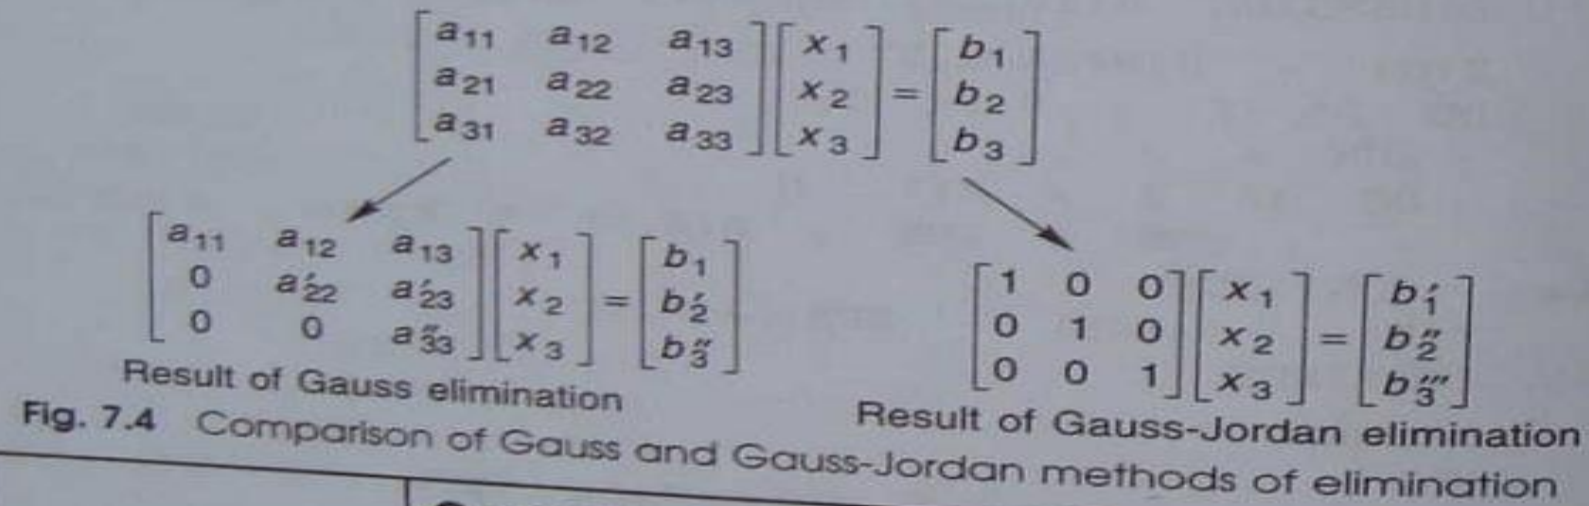 a11 a12 a13 x1 b1
a21 a22 a23 x2 = b2
a31 a32 a33 x3 b3
a11 a12 a13 x1 b1
0 a′22 a′23 x2 = b′2
0 0 a″33 x3 b″3
Result of Gauss elimination
1 0 0 x1 b′1
0 1 0 x2 = b″2
0 0 1 x3 b‴3
Result of Gauss-Jordan elimination
Fig. 7.4 Comparison of Gauss and Gauss-Jordan methods of elimination